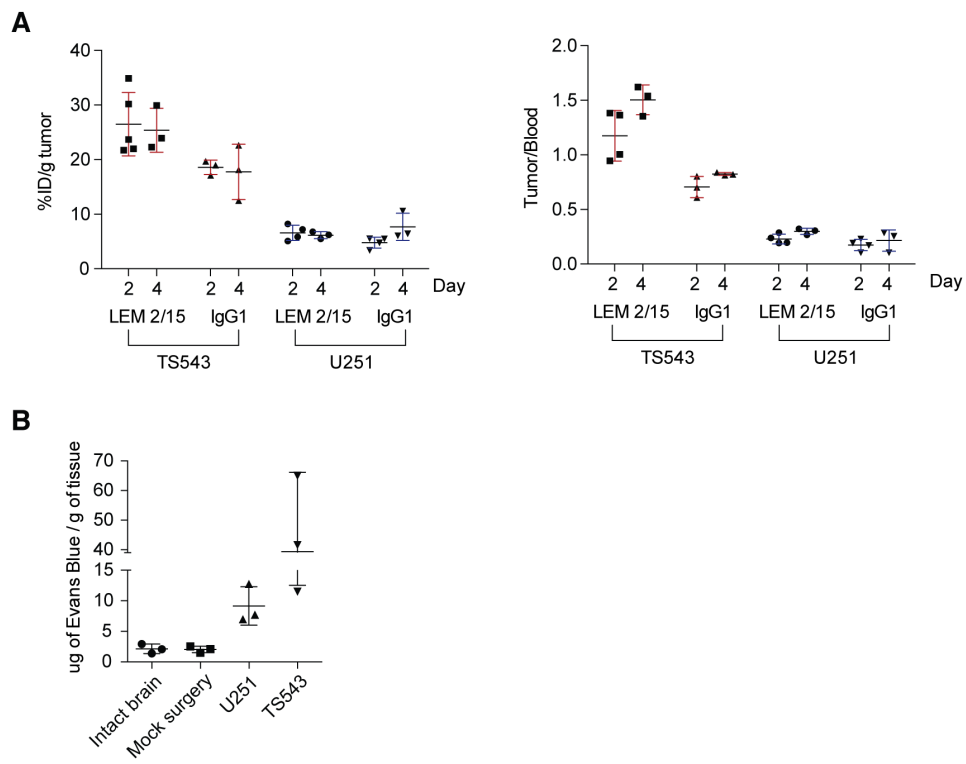 A
%ID/g tumor
40
30
20
10
0
2 4 2 4 2 4 2 4 Day
LEM 2/15 IgG1 LEM 2/15 IgG1
TS543 U251
Tumor/Blood
2.0
1.5
1.0
0.5
0.0
2 4 2 4 2 4 2 4 Day
LEM 2/15 IgG1 LEM 2/15 IgG1
TS543 U251
B
ug of Evans Blue / g of tissue
70
60
50
40
15
10
5
0
Intact brain
Mock surgery
U251
TS543